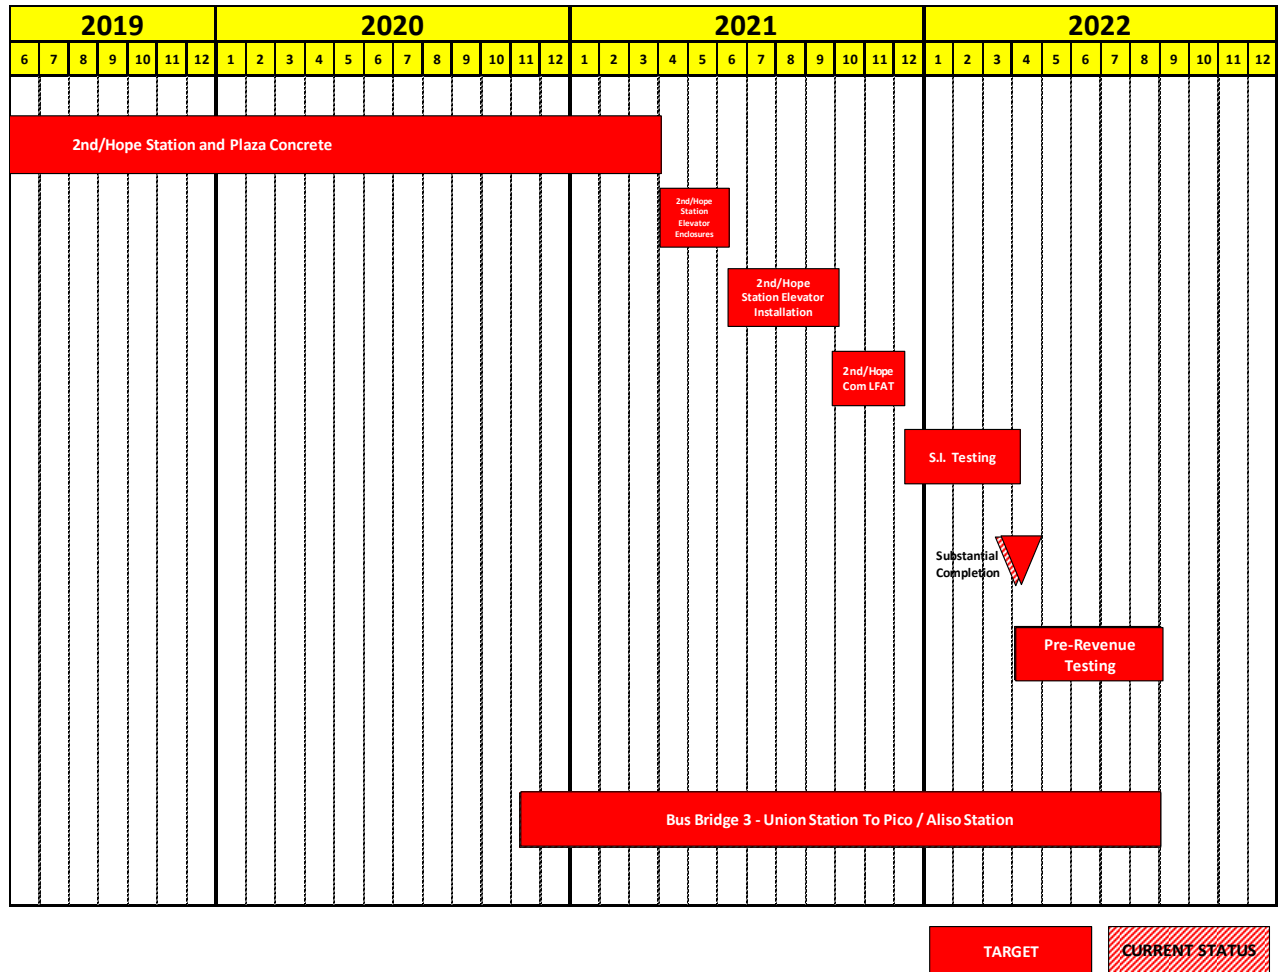 2019 2020 2021 2022
6 7 8 9 10 11 12 1 2 3 4 5 6 7 8 9 10 11 12 1 2 3 4 5 6 7 8 9 10 11 12 1 2 3 4 5 6 7 8 9 10 11 12
2nd/Hope Station and Plaza Concrete
2nd/Hope
Station
Elevator
Enclosures
2nd/Hope
Station Elevator
Installation
2nd/Hope
Com LFAT
S.I. Testing
Substantial
Completion
Pre-Revenue
Testing
Bus Bridge 3 - Union Station To Pico / Aliso Station
TARGET
CURRENT STATUS